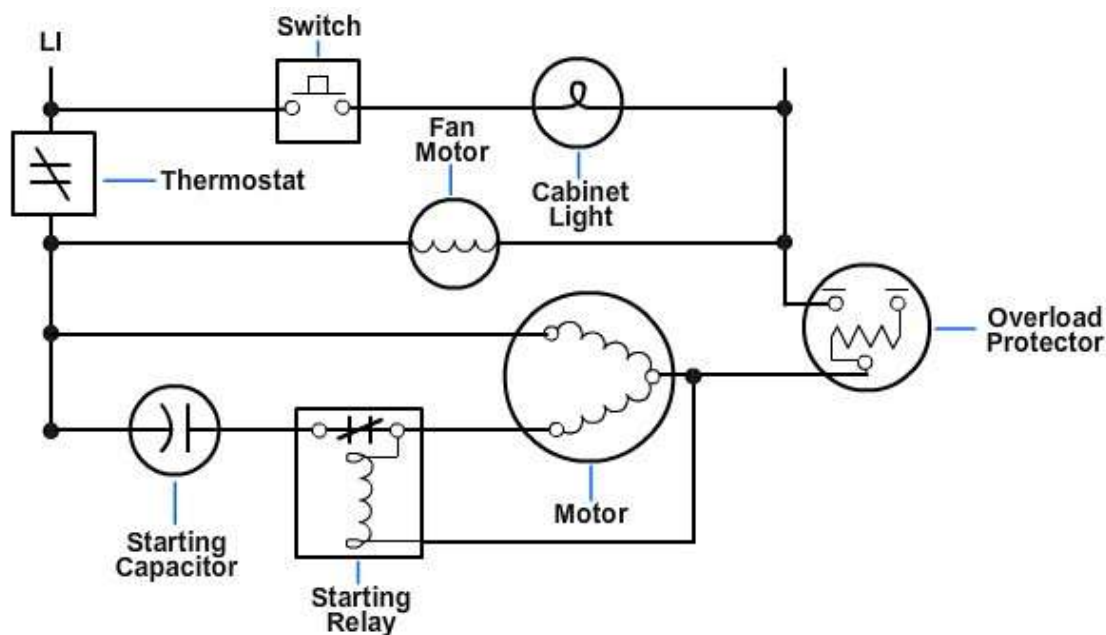 Switch
LI
Fan
Motor
Thermostat
Cabinet
Light
Overload
Protector
Motor
Starting
Capacitor
Starting
Relay